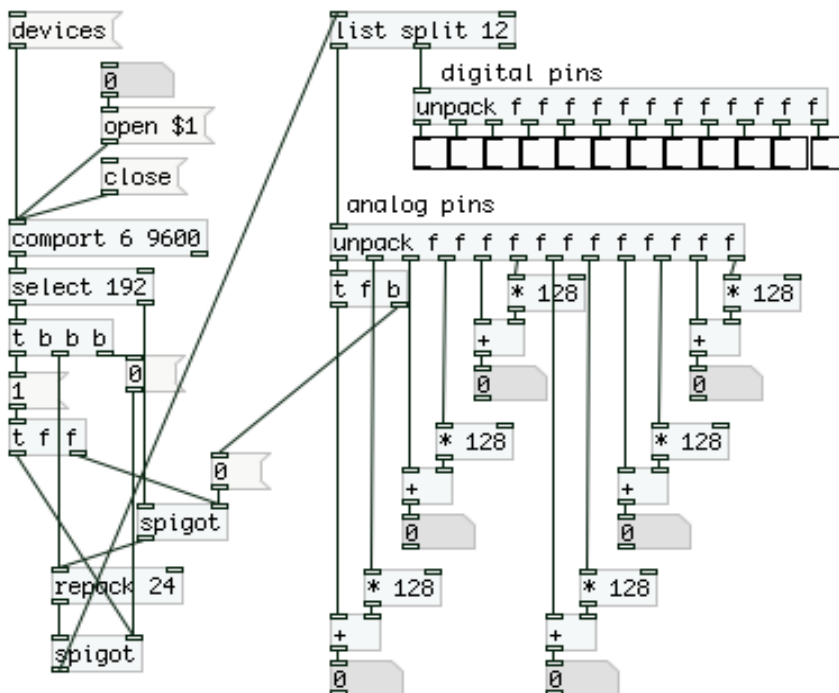 devices
0
open $1
close
comport 6 9600
select 192
t b b b
0
1
t f f
0
spigot
repack 24
spigot
list split 12
digital pins
unpack f f f f f f f f f f f f
analog pins
unpack f f f f f f f f f f f f
t f b
* 128
* 128
+
+
0
0
* 128
* 128
+
+
0
0
* 128
* 128
+
+
0
0